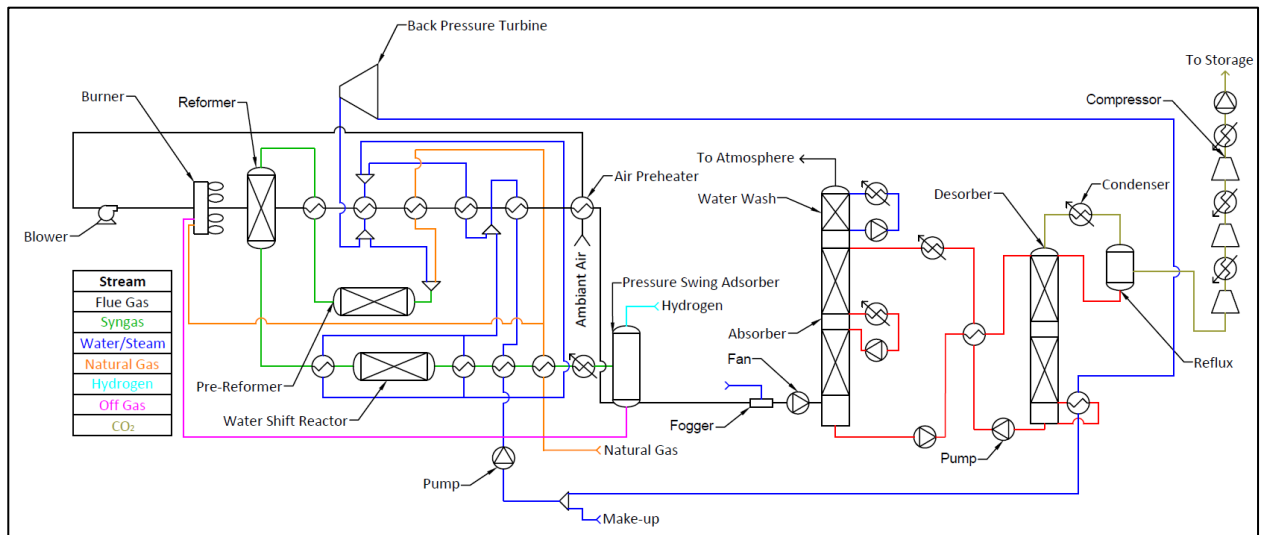 Back Pressure Turbine
To Storage
Burner
Reformer
Compressor
To Atmosphere
Air Preheater
Water Wash
Desorber
Condenser
Blower
Ambiant Air
Stream
Flue Gas
Syngas
Water/Steam
Natural Gas
Hydrogen
Off Gas
CO₂
Pressure Swing Adsorber
Hydrogen
Absorber
Fan
Reflux
Pre-Reformer
Water Shift Reactor
Fogger
Natural Gas
Pump
Pump
Make-up